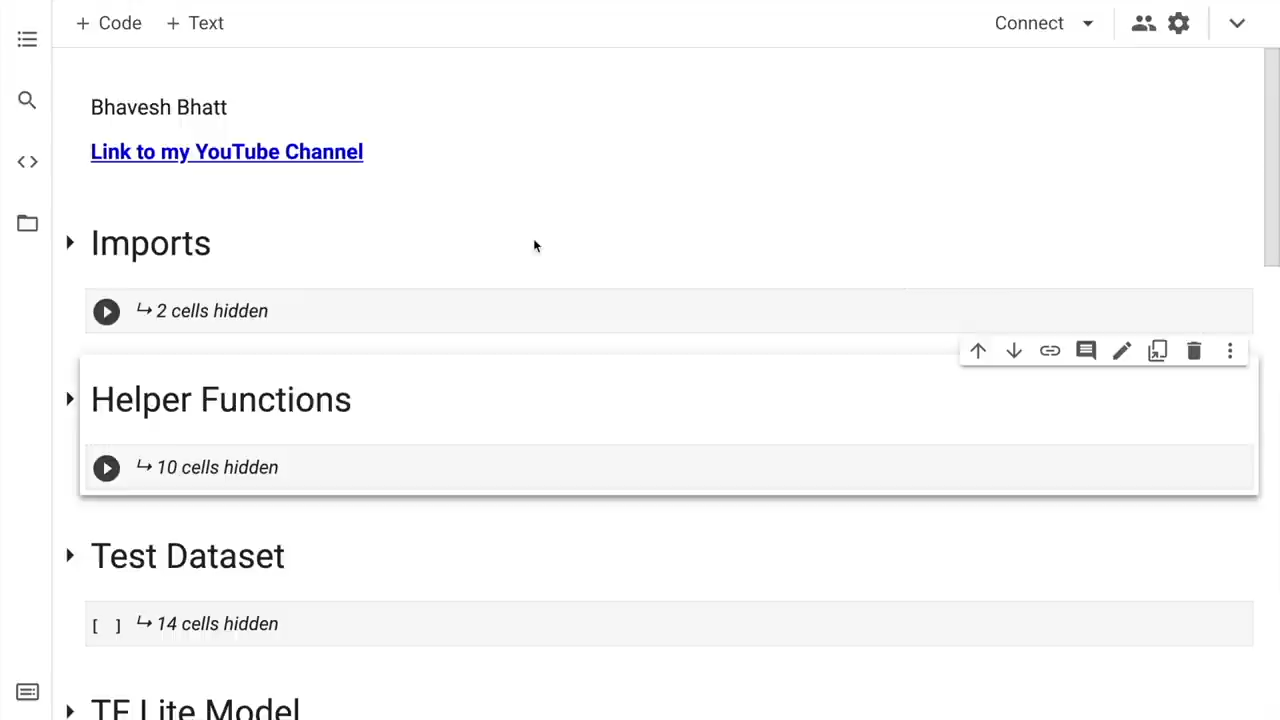 + Code + Text Connect
Bhavesh Bhatt
Link to my YouTube Channel
Imports
2 cells hidden
Helper Functions
10 cells hidden
Test Dataset
[ ] 14 cells hidden
TF Lite Model